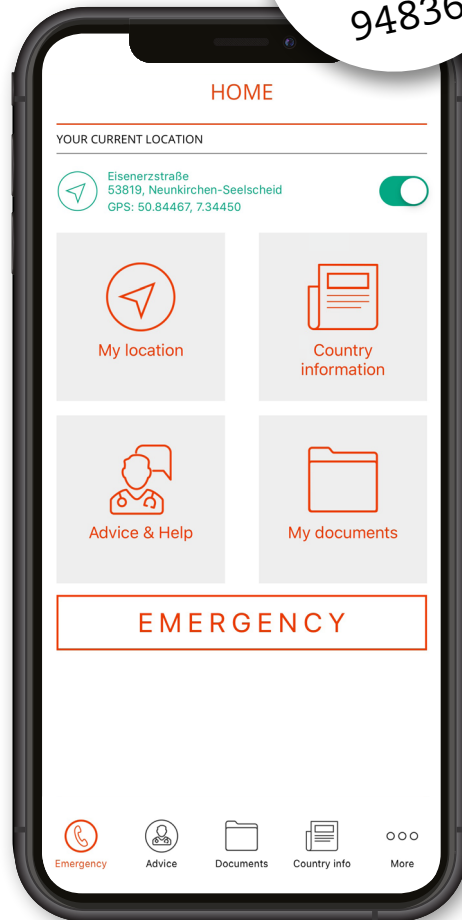 94836
HOME
YOUR CURRENT LOCATION
Eisenerzstraße
53819, Neunkirchen-Seelscheid
GPS: 50.84467, 7.34450
My location
Country
information
Advice & Help
My documents
EMERGENCY
Emergency
Advice
Documents
Country info
More